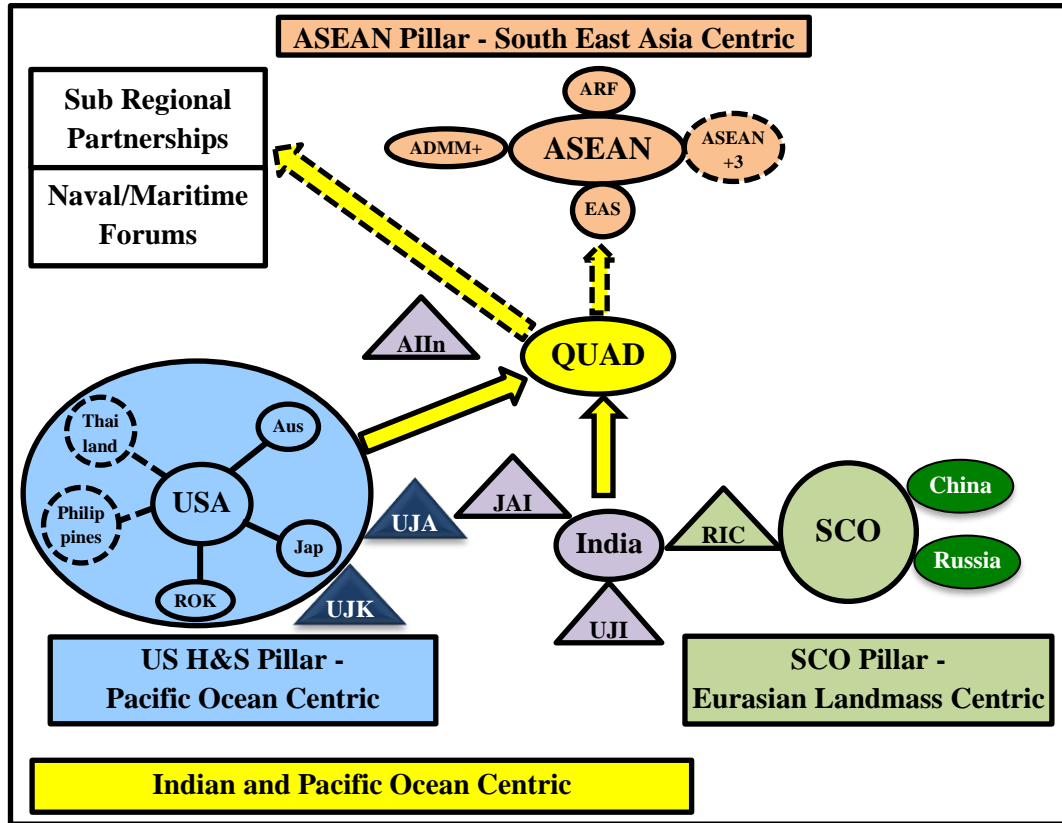 ASEAN Pillar - South East Asia Centric
Sub Regional
Partnerships
Naval/Maritime
Forums
ARF
ADMM+
ASEAN
ASEAN
+3
EAS
AIIn
QUAD
Thai
land
Aus
USA
Philip
pines
Jap
ROK
UJA
UJK
JAI
India
UJI
RIC
SCO
China
Russia
US H&S Pillar -
Pacific Ocean Centric
SCO Pillar -
Eurasian Landmass Centric
Indian and Pacific Ocean Centric